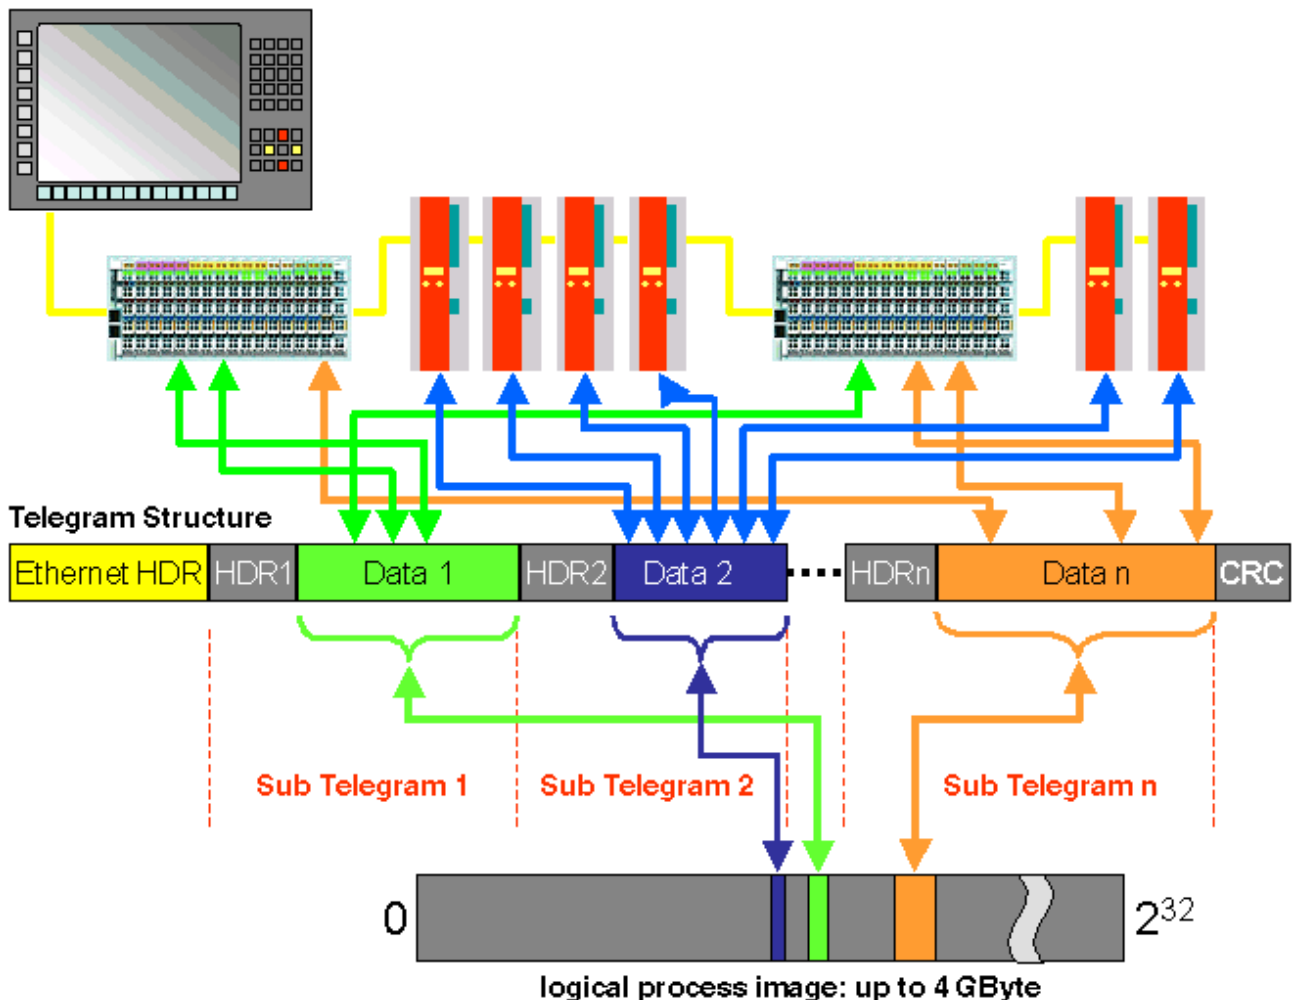 Telegram Structure
Ethernet HDR HDR1 Data 1 HDR2 Data 2 HDRn Data n CRC
Sub Telegram 1 Sub Telegram 2 Sub Telegram n
0 2³²
logical process image: up to 4 GByte